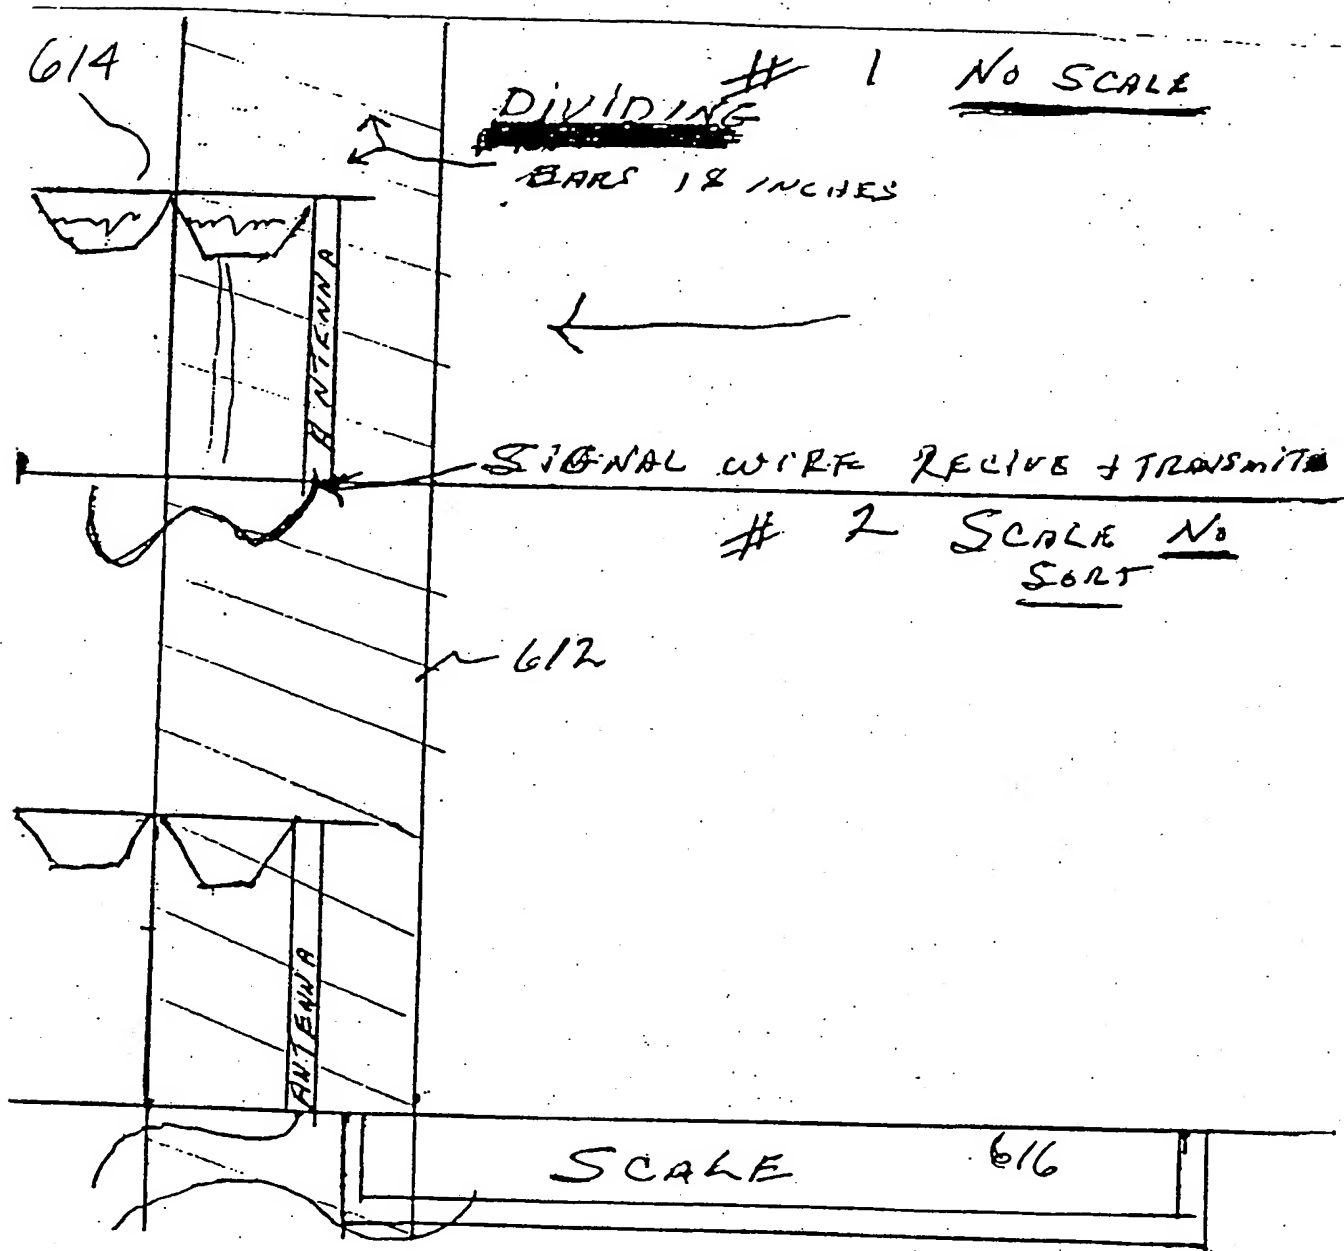 614
# 1 No SCALE
DIVIDING
BARS 18 INCHES
ANTENNA
SIGNAL WIRE RECIVE + TRANSMIT
# 2 SCALE No
SORT
612
ANTENNA
SCALE 616